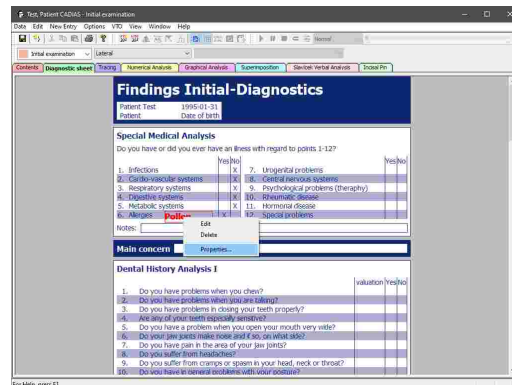 Test, Patient CADIAS - Initial examination
Data Edit New Entry Options VTO View Window Help
Normal
Initial examination Lateral
Contents Diagnostic sheet Tracing Numerical Analysis Graphical Analysis Superimposition Slavicek Verbal Analysis Incisal Pin
Findings Initial-Diagnostics
Patient Test 1995-01-31
Patient Date of birth
Special Medical Analysis
Do you have or did you ever have an illness with regard to points 1-12?
Yes No Yes No
1. Infections X 7. Urogenital problems
2. Cardio-vascular systems X 8. Central nervous systems
3. Respiratory systems X 9. Psychological problems (theraphy)
4. Digestive systems X 10. Rheumatic disease
5. Metabolic systems X 11. Hormonal disease
6. Allergies Pollen X 12. Special problems
Notes:
Edit
Delete
Properties...
Main concern
Dental History Analysis I
valuation Yes No
1. Do you have problems when you chew?
2. Do you have problems when you are talking?
3. Do you have problems in closing your teeth properly?
4. Are any of your teeth especially sensitive?
5. Do you have a problem when you open your mouth very wide?
6. Do your jaw joints make noise and if so, on what side?
7. Do you have pain in the area of your jaw joints?
8. Do you suffer from headaches?
9. Do you suffer from cramps or spasm in your head, neck or throat?
10. Do you have in general problems with your posture?
For Help, press F1